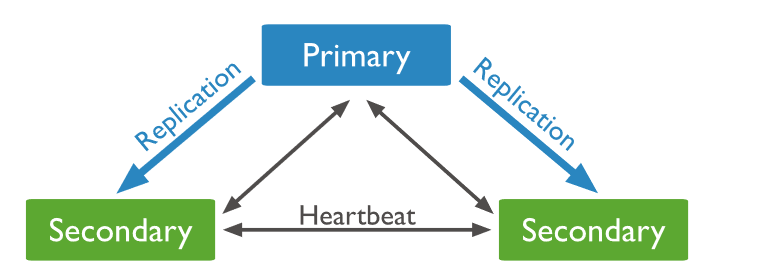 Primary
Replication
Replication
Heartbeat
Secondary
Secondary